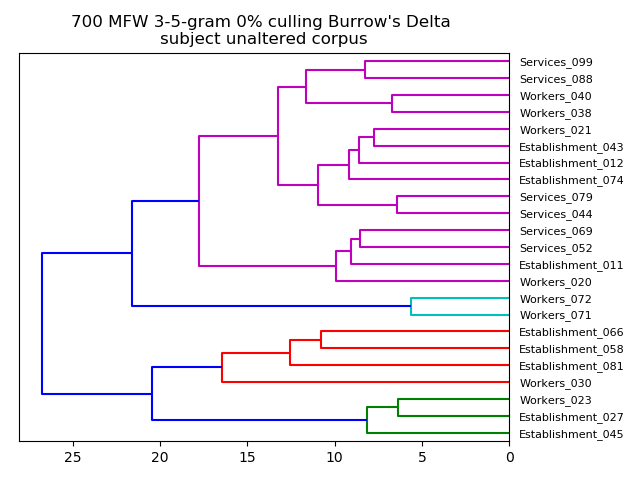 700 MFW 3-5-gram 0% culling Burrow's Delta
subject unaltered corpus
Services_099
Services_088
Workers_040
Workers_038
Workers_021
Establishment_043
Establishment_012
Establishment_074
Services_079
Services_044
Services_069
Services_052
Establishment_011
Workers_020
Workers_072
Workers_071
Establishment_066
Establishment_058
Establishment_081
Workers_030
Workers_023
Establishment_027
Establishment_045
25 20 15 10 5 0